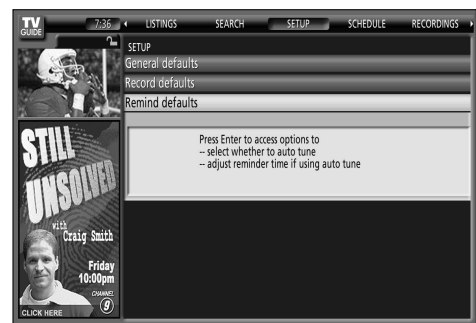 TV
GUIDE
7:36
LISTINGS
SEARCH
SETUP
SCHEDULE
RECORDINGS
SETUP
General defaults
Record defaults
Remind defaults
Press Enter to access options to
-- select whether to auto tune
-- adjust reminder time if using auto tune
STILL
UNSOLVED
with
Craig Smith
Friday
10:00pm
CHANNEL
9
CLICK HERE